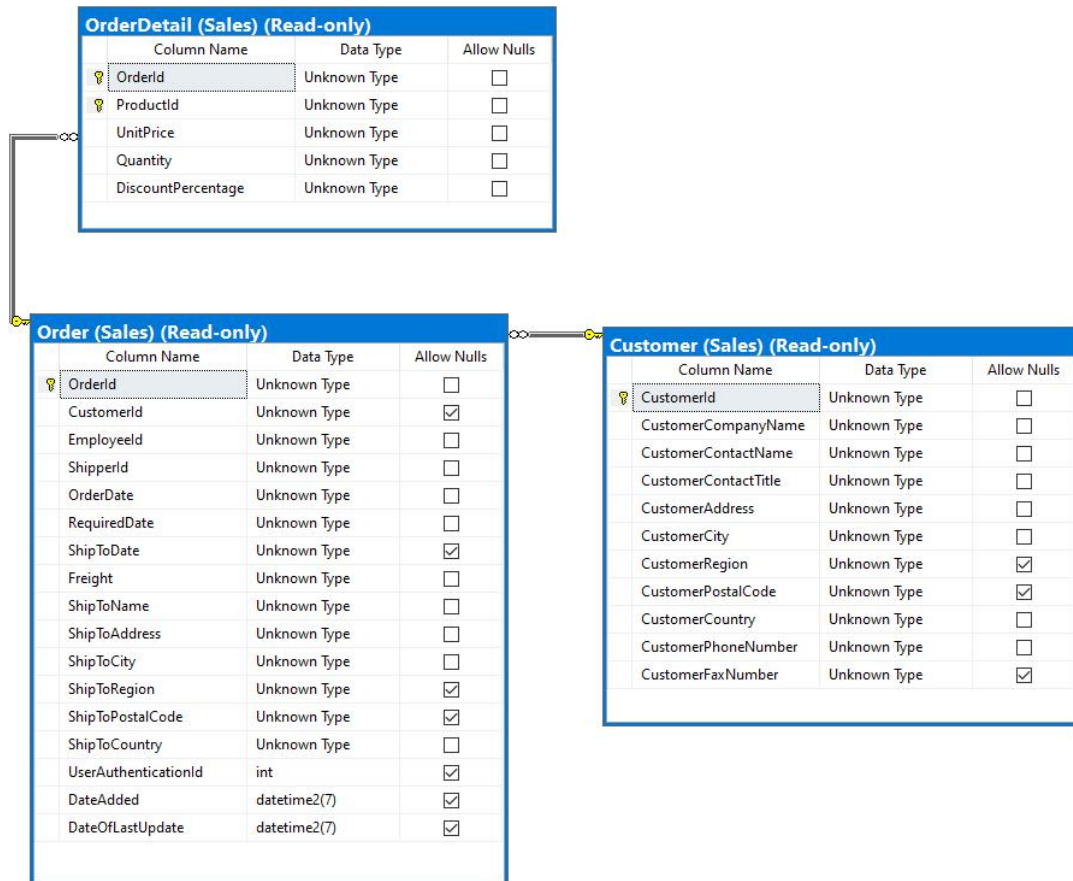 OrderDetail (Sales) (Read-only)
Column Name Data Type Allow Nulls
OrderId Unknown Type
ProductId Unknown Type
UnitPrice Unknown Type
Quantity Unknown Type
DiscountPercentage Unknown Type
Order (Sales) (Read-only)
Column Name Data Type Allow Nulls
OrderId Unknown Type
CustomerId Unknown Type
EmployeeId Unknown Type
ShipperId Unknown Type
OrderDate Unknown Type
RequiredDate Unknown Type
ShipToDate Unknown Type
Freight Unknown Type
ShipToName Unknown Type
ShipToAddress Unknown Type
ShipToCity Unknown Type
ShipToRegion Unknown Type
ShipToPostalCode Unknown Type
ShipToCountry Unknown Type
UserAuthenticationId int
DateAdded datetime2(7)
DateOfLastUpdate datetime2(7)
Customer (Sales) (Read-only)
Column Name Data Type Allow Nulls
CustomerId Unknown Type
CustomerCompanyName Unknown Type
CustomerContactName Unknown Type
CustomerContactTitle Unknown Type
CustomerAddress Unknown Type
CustomerCity Unknown Type
CustomerRegion Unknown Type
CustomerPostalCode Unknown Type
CustomerCountry Unknown Type
CustomerPhoneNumber Unknown Type
CustomerFaxNumber Unknown Type